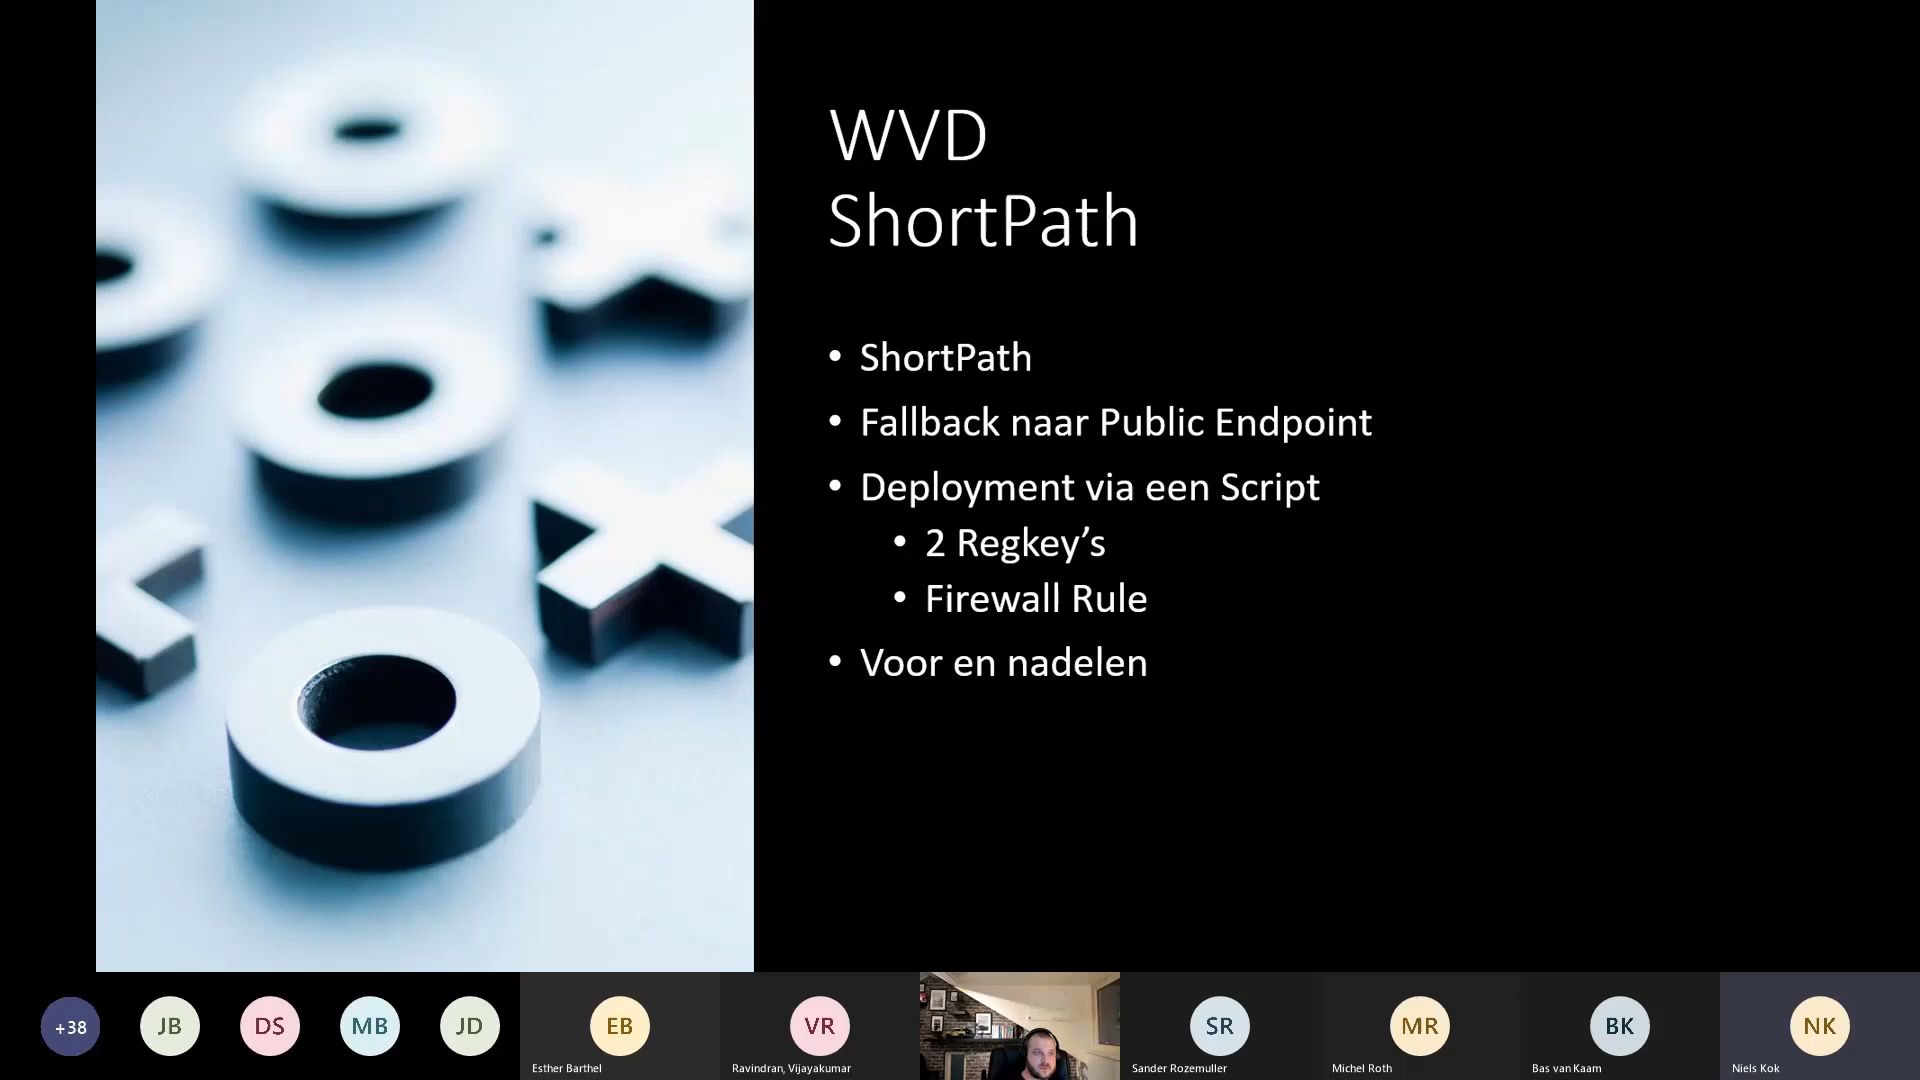 WVD
ShortPath
• ShortPath
• Fallback naar Public Endpoint
• Deployment via een Script
• 2 Regkey’s
• Firewall Rule
• Voor en nadelen
+38
JB
DS
MB
JD
EB
Esther Barthel
VR
Ravindran, Vijayakumar
SR
Sander Rozemuller
MR
Michel Roth
BK
Bas van Kaam
NK
Niels Kok